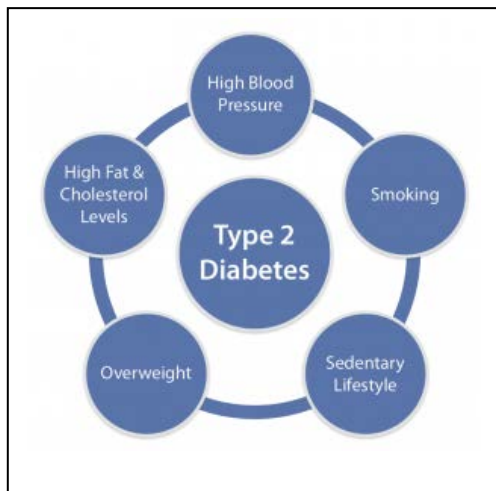 High Blood
Pressure
High Fat &
Cholesterol
Levels
Smoking
Type 2
Diabetes
Overweight
Sedentary
Lifestyle